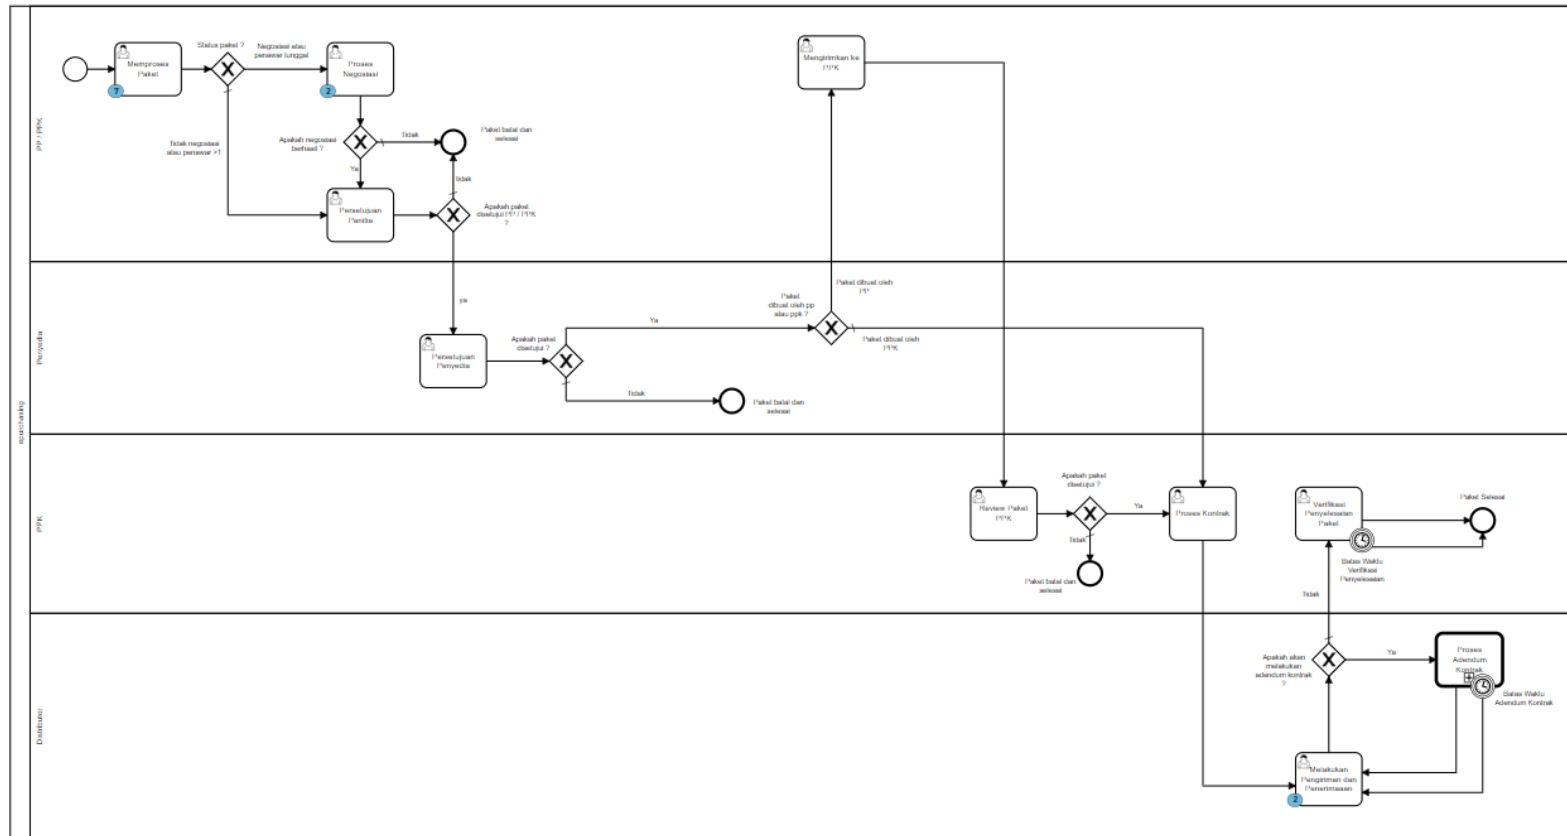 epurchasing
PP / PPK
Memproses
Paket
7
Status paket ?
Negosiasi atau
penawar tunggal
Proses
Negosiasi
2
Tidak negosiasi
atau penawar >1
Apakah negosiasi
berhasil ?
Tidak
Paket batal dan
selesai
Ya
tidak
Persetujuan
Panitia
Apakah paket
disetujui PP / PPK
?
Mengirimkan ke
PPK
Penyedia
ya
Persetujuan
Penyedia
Apakah paket
disetujui ?
Ya
Tidak
Paket batal dan
selesai
Paket
dibuat oleh pp
atau ppk ?
Paket dibuat oleh
PP
Paket dibuat oleh
PPK
PPK
Review Paket
PPK
Apakah paket
disetujui ?
Ya
Tidak
Paket batal dan
selesai
Proses Kontrak
Verifikasi
Penyelesaian
Paket
Paket Selesai
Batas Waktu
Verifikasi
Penyelesaian
Tidak
Distributor
Apakah akan
melakukan
adendum kontrak
?
Ya
Proses
Adendum
Kontrak
Batas Waktu
Adendum Kontrak
Melakukan
Pengiriman dan
Penerimaan
2